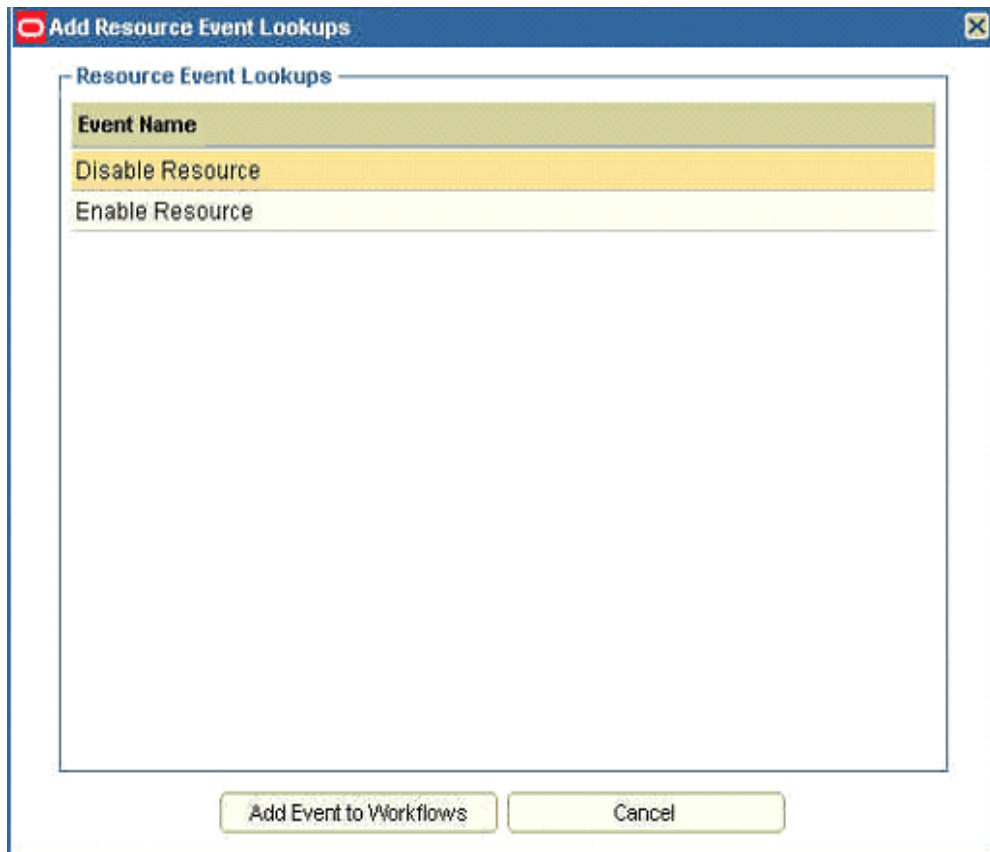 Add Resource Event Lookups
Resource Event Lookups
Event Name
Disable Resource
Enable Resource
Add Event to Workflows
Cancel